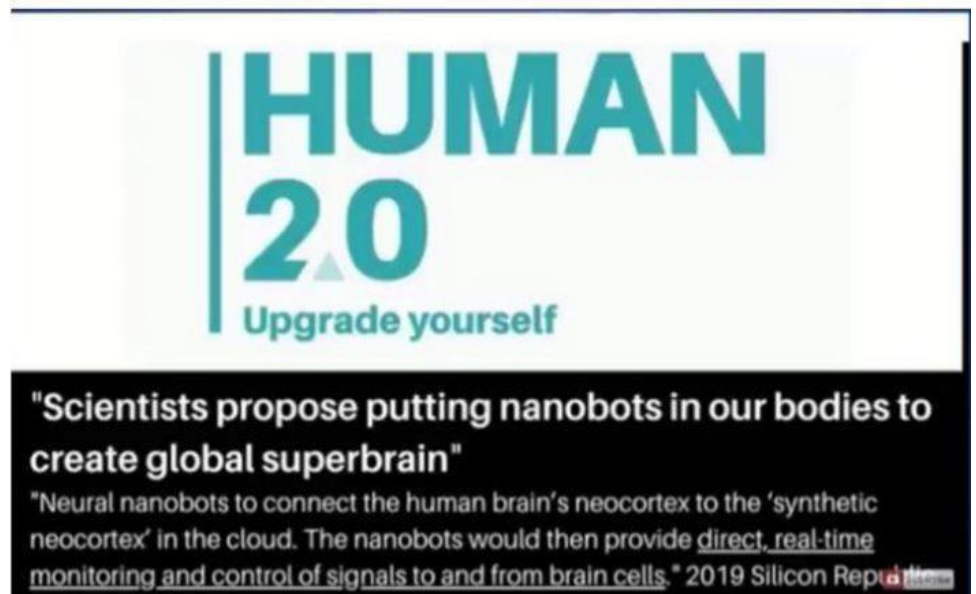 HUMAN
2.0
Upgrade yourself
"Scientists propose putting nanobots in our bodies to
create global superbrain"
"Neural nanobots to connect the human brain's neocortex to the 'synthetic
neocortex' in the cloud. The nanobots would then provide direct, real-time
monitoring and control of signals to and from brain cells." 2019 Silicon